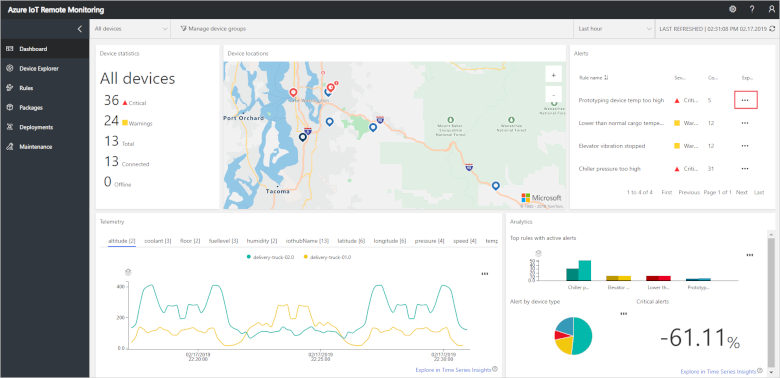 Azure IoT Remote Monitoring
All devices
Manage device groups
Last hour
LAST REFRESHED | 02:31:08 PM 02.17.2019
Dashboard
Device Explorer
Rules
Packages
Deployments
Maintenance
Device statistics
All devices
36 Critical
24 Warnings
13 Total
13 Connected
0 Offline
Device locations
Port Orchard
Tacoma
Microsoft
Alerts
Rule name
Sev...
Co...
Exp...
Prototyping device temp too high
Criti...
5
...
Lower than normal cargo tempe...
War...
12
...
Elevator vibration stopped
War...
12
...
Chiller pressure too high
Criti...
31
...
1 to 4 of 4 First Previous Page 1 of 1 Next Last
Telemetry
altitude [2] coolant [3] floor [2] fuellevel [3] humidity [2] iothubName [13] latitude [6] longitude [6] pressure [4] speed [4] temp
delivery-truck-02.0 delivery-truck-01.0
400
200
0.0
02/17/2019
22:20:00
02/17/2019
22:25:00
02/17/2019
22:30:00
Explore in Time Series Insights
Analytics
Top rules with active alerts
50
40
30
20
10
0
Chiller p...
Elevator ...
Lower th...
Prototyp...
Alert by device type
Critical alerts
-61.11%
Explore in Time Series Insights